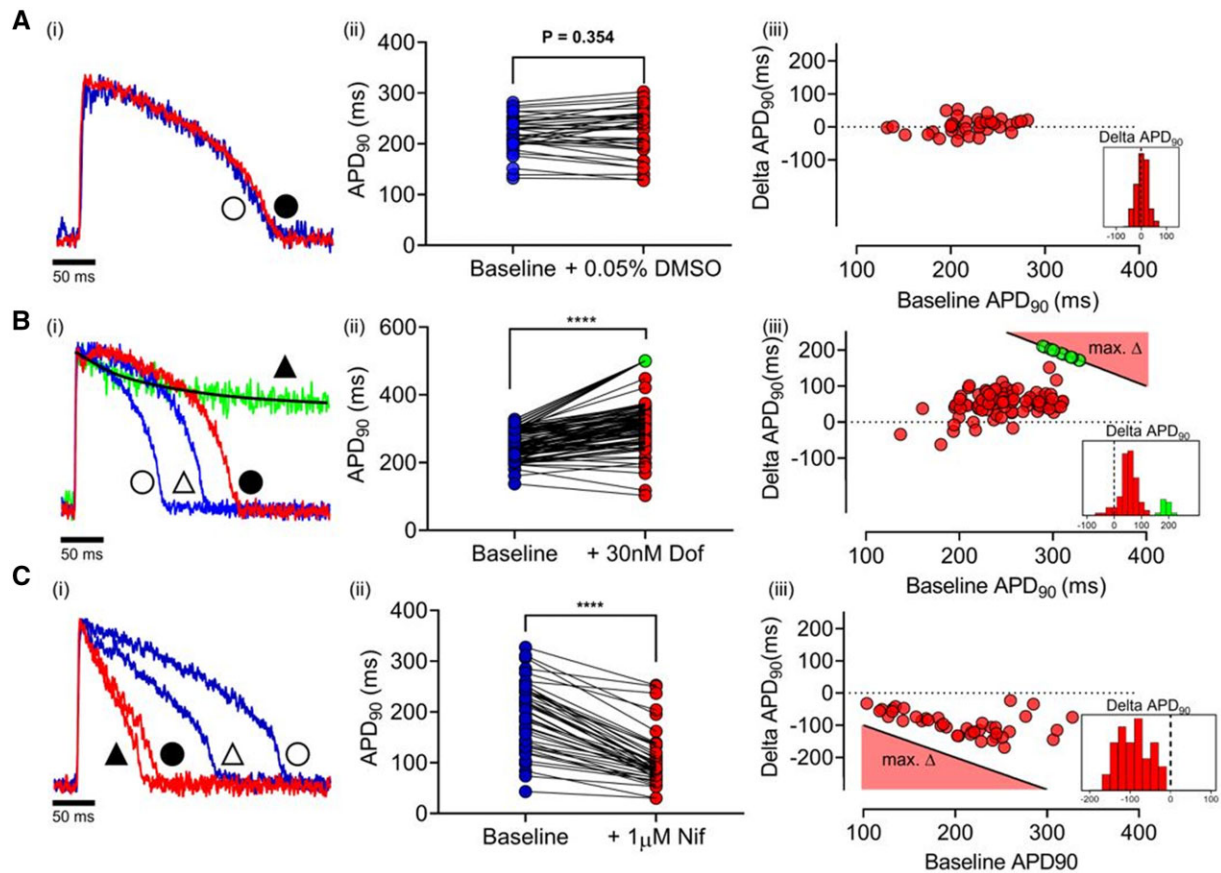 A
(i)
50 ms
(ii)
P = 0.354
APD90 (ms)
400
300
200
100
0
Baseline + 0.05% DMSO
(iii)
Delta APD90(ms)
200
100
0
-100
Delta APD90
-100 0 100
100 200 300 400
Baseline APD90 (ms)
B
(i)
50 ms
(ii)
****
APD90 (ms)
600
400
200
0
Baseline + 30nM Dof
(iii)
Delta APD90(ms)
200
100
0
-100
max. Δ
Delta APD90
-100 0 100 200
100 200 300 400
Baseline APD90 (ms)
C
(i)
50 ms
(ii)
****
APD90 (ms)
400
300
200
100
0
Baseline + 1μM Nif
(iii)
Delta APD90(ms)
200
100
0
-100
-200
max. Δ
Delta APD90
-200 -100 0
100 200 300 400
Baseline APD90